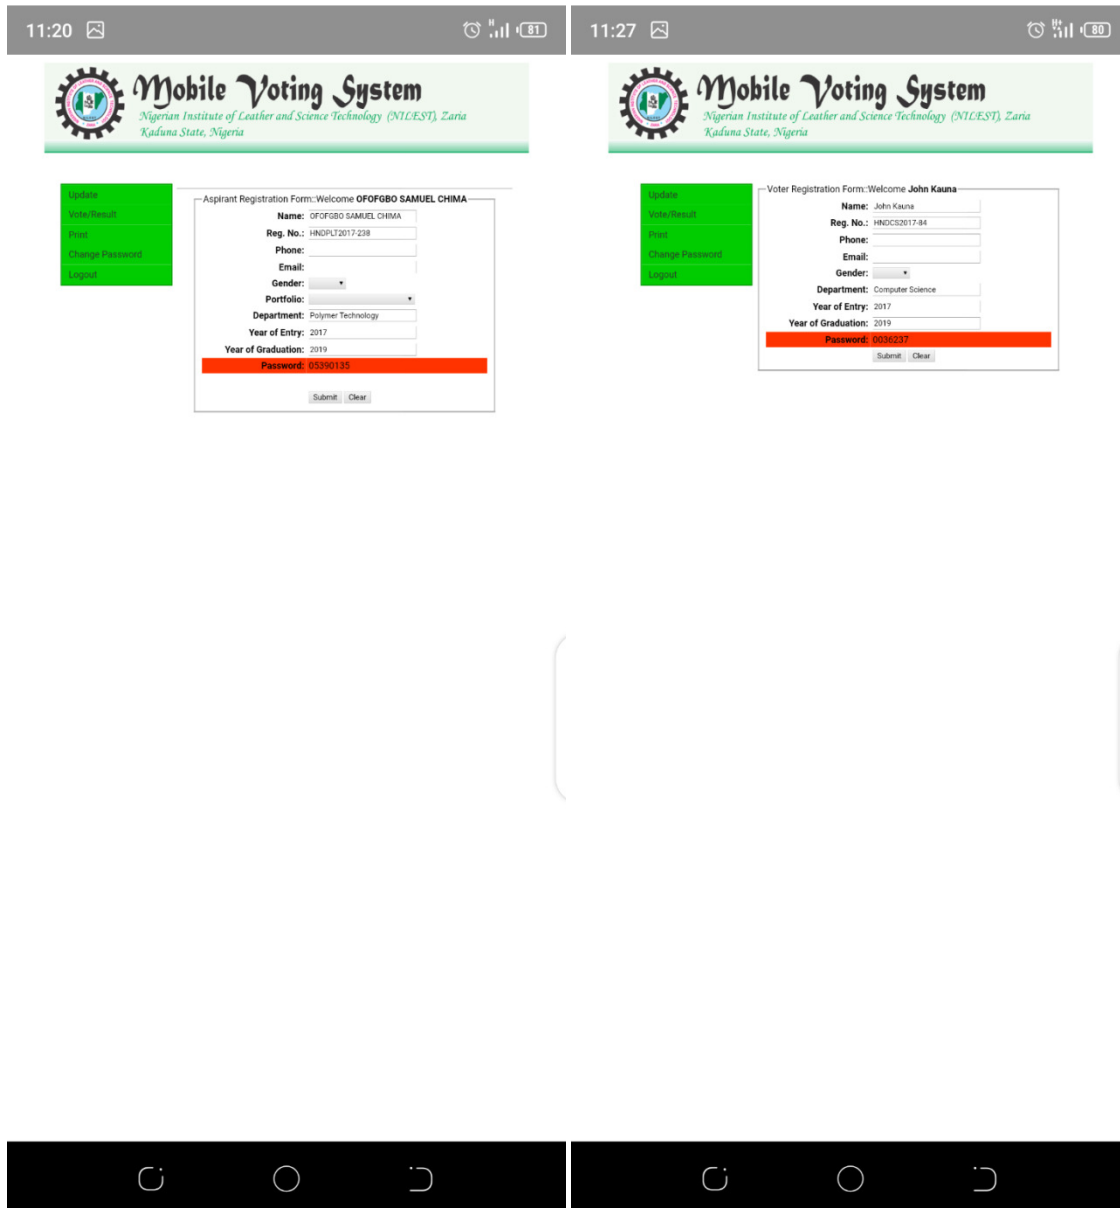 11:20
H
81
Mobile Voting System
Nigerian Institute of Leather and Science Technology (NILEST), Zaria
Kaduna State, Nigeria
Update
Vote/Result
Print
Change Password
Logout
Aspirant Registration Form::Welcome OFOFGBO SAMUEL CHIMA
Name: OFOFGBO SAMUEL CHIMA
Reg. No.: HNDPLT2017-238
Phone:
Email:
Gender:
Portfolio:
Department: Polymer Technology
Year of Entry: 2017
Year of Graduation: 2019
Password: 05390135
Submit Clear
11:27
H+
80
Mobile Voting System
Nigerian Institute of Leather and Science Technology (NILEST), Zaria
Kaduna State, Nigeria
Update
Vote/Result
Print
Change Password
Logout
Voter Registration Form::Welcome John Kauna
Name: John Kauna
Reg. No.: HNDCS2017-84
Phone:
Email:
Gender:
Department: Computer Science
Year of Entry: 2017
Year of Graduation: 2019
Password: 0036237
Submit Clear